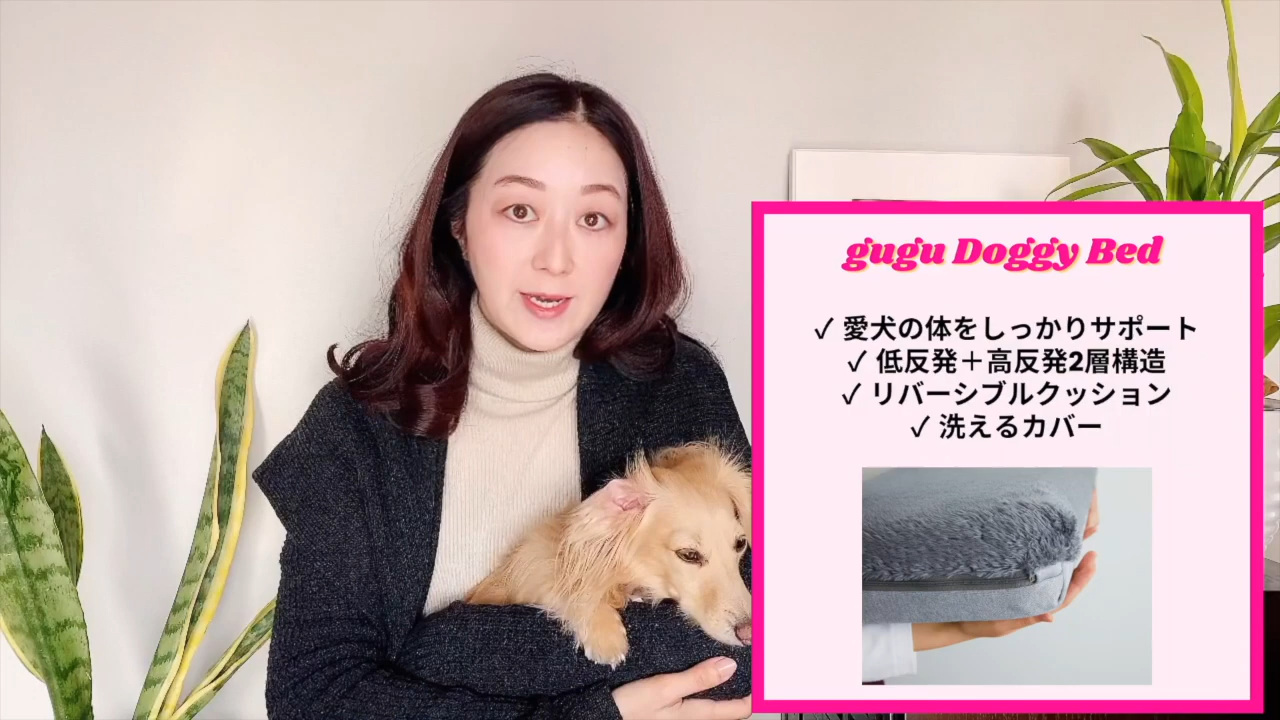 gugu Doggy Bed
✓ 愛犬の体をしっかりサポート
✓ 低反発＋高反発2層構造
✓ リバーシブルクッション
✓ 洗えるカバー